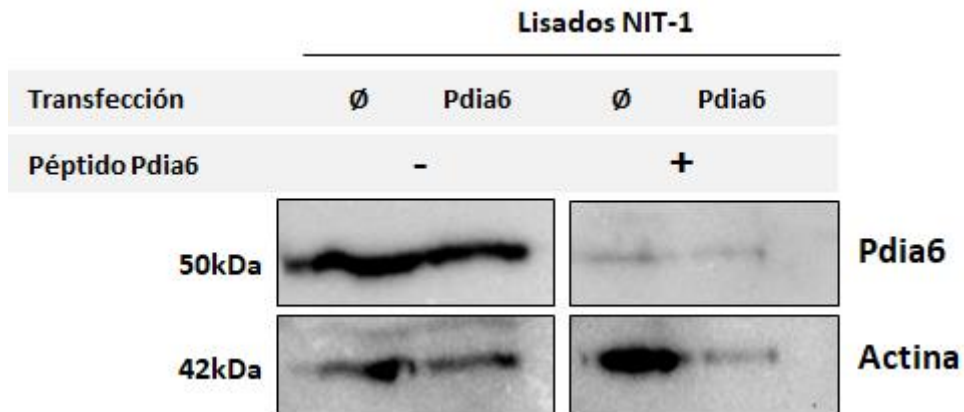 Lisados NIT-1
Transfección Ø Pdia6 Ø Pdia6
Péptido Pdia6 - +
50kDa Pdia6
42kDa Actina